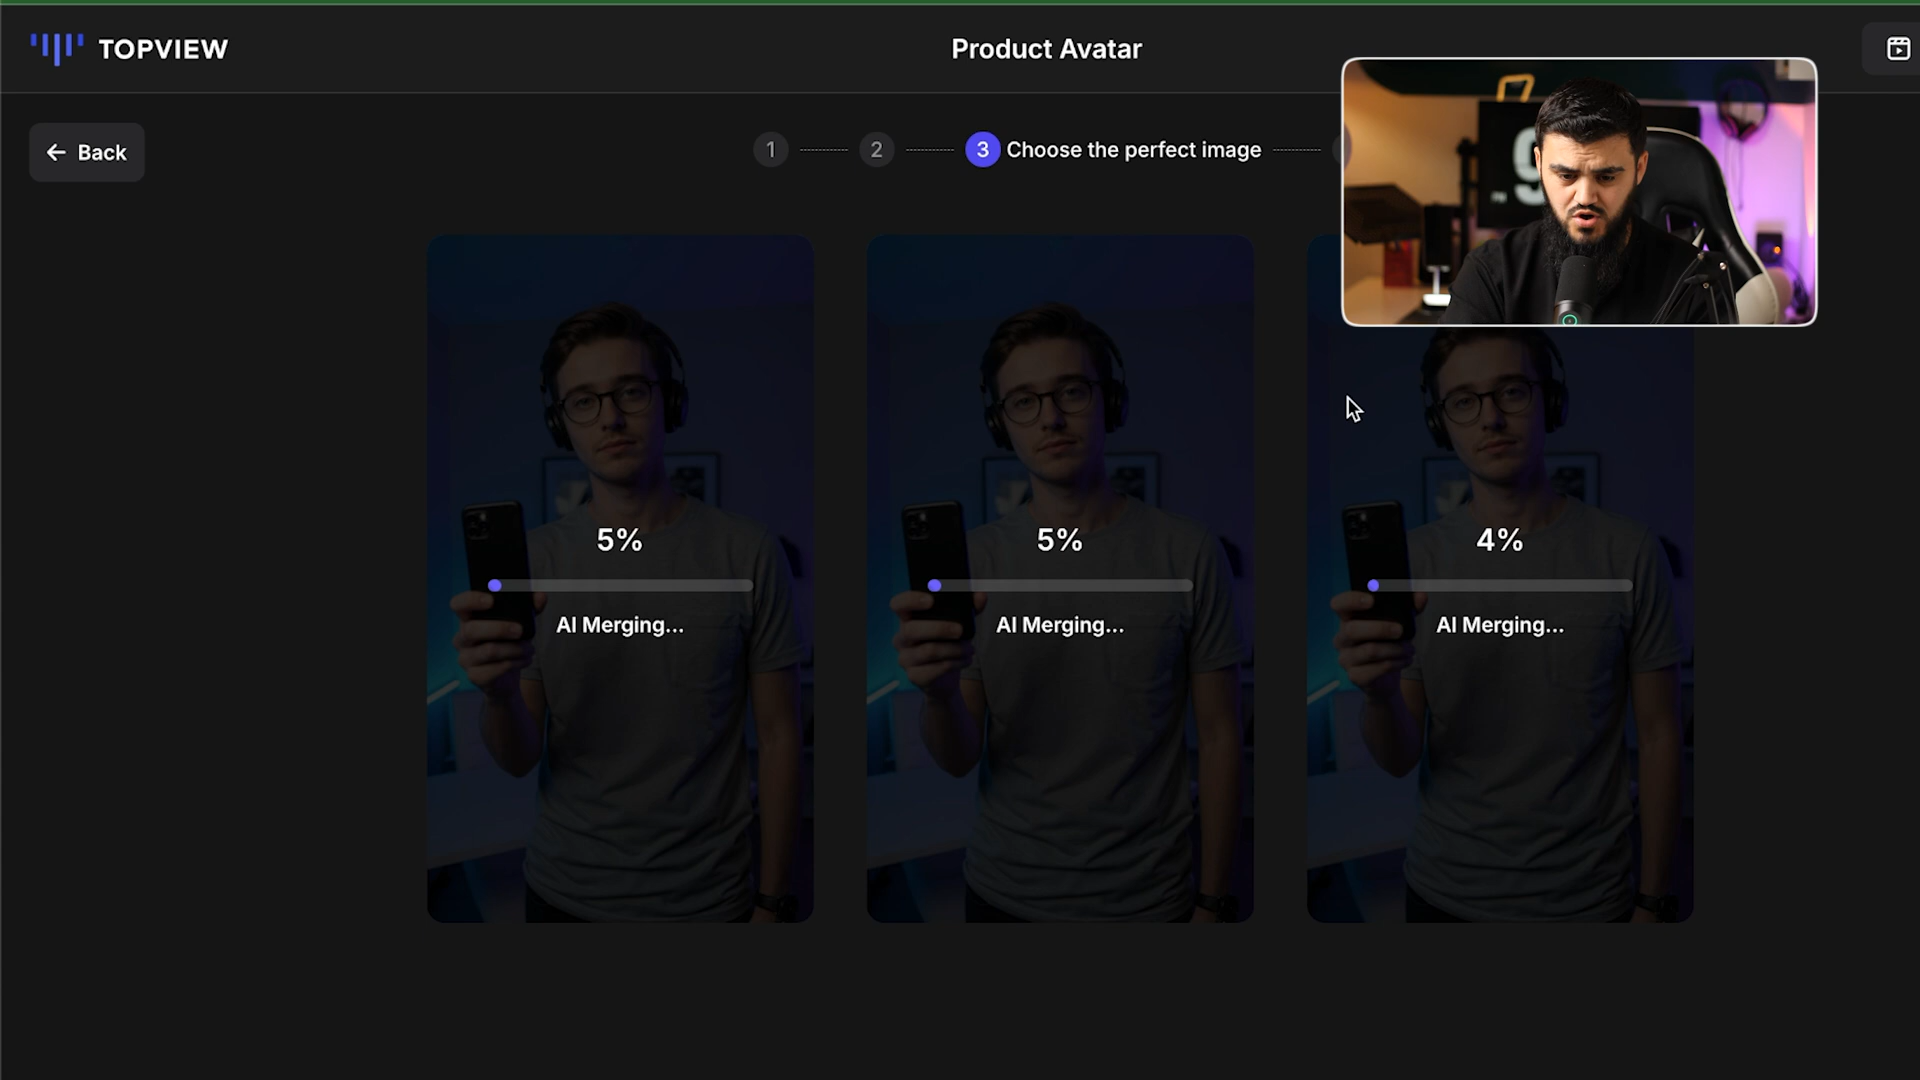 TOPVIEW
Product Avatar
Back
1
2
3 Choose the perfect image
5%
AI Merging...
5%
AI Merging...
4%
AI Merging...
9